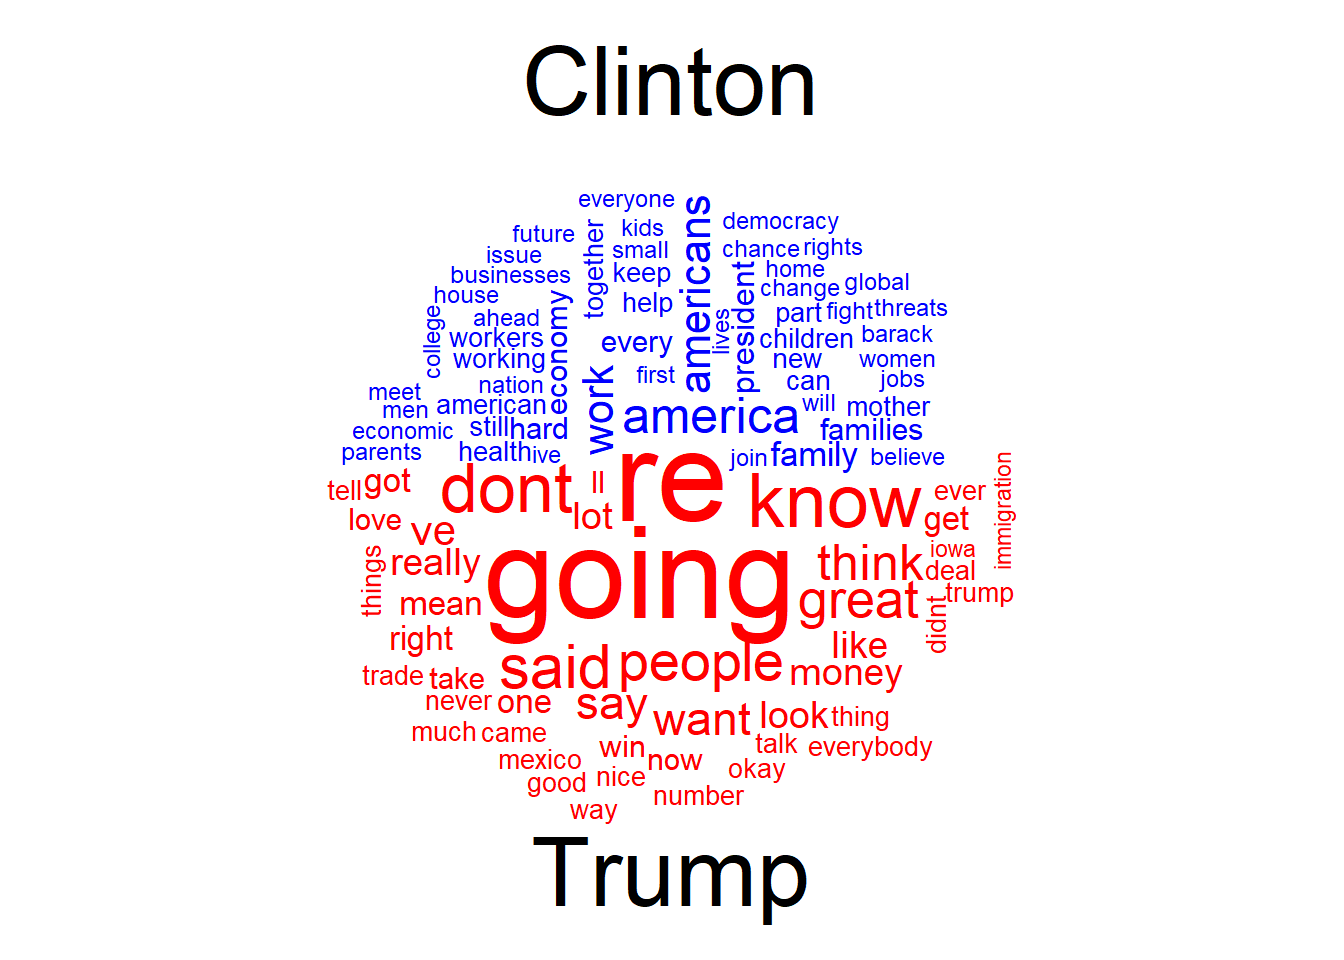 Clinton
everyone
americans
democracy
kids
together
future
small
chance
rights
issue
keep
president
home
businesses
change
global
house
help
economy
part
fight
threats
college
ahead
lives
workers
every
children
barack
working
new
women
first
can
jobs
nation
work
meet
american
will
mother
men
america
economic
still
hard
families
parents
health
ive
join
family
believe
re
immigration
tell
got
dont
ll
know
ever
love
ve
lot
get
things
really
going
think
iowa
deal
mean
great
didnt
trump
right
like
trade
take
said
people
money
never
one
say
want
look
thing
much
came
win
now
talk
everybody
mexico
good
nice
okay
number
way
Trump